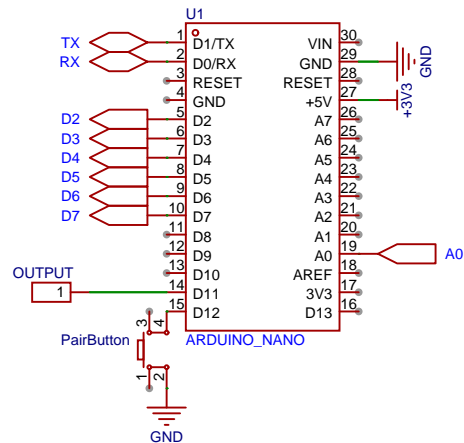 U1
TX 1 D1/TX VIN 30
RX 2 D0/RX GND 29 GND
3 RESET RESET 28
4 GND +5V 27 +3V3
D2 5 D2 A7 26
D3 6 D3 A6 25
D4 7 D4 A5 24
D5 8 D5 A4 23
D6 9 D6 A3 22
D7 10 D7 A2 21
11 D8 A1 20
12 D9 A0 19 A0
13 D10 AREF 18
OUTPUT
1 14 D11 3V3 17
15 D12 D13 16
3 4
PairButton
ARDUINO_NANO
1 2
GND